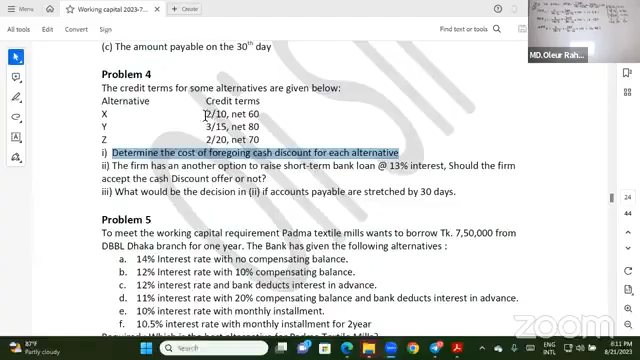 Home
Working capital 2023-?.
+ Create
Sign in
All tools
Edit
Convert
Sign
Find text or tools
MD.Oleur Rah...
(c) The amount payable on the 30th day
Problem 4
The credit terms for some alternatives are given below:
Alternative Credit terms
X 2/10, net 60
Y 3/15, net 80
Z 2/20, net 70
i) Determine the cost of foregoing cash discount for each alternative
ii) The firm has an another option to raise short-term bank loan @ 13% interest, Should the firm
accept the cash Discount offer or not?
iii) What would be the decision in (ii) if accounts payable are stretched by 30 days.
Problem 5
To meet the working capital requirement Padma textile mills wants to borrow Tk. 7,50,000 from
DBBL Dhaka branch for one year. The Bank has given the following alternatives :
a. 14% Interest rate with no compensating balance.
b. 12% Interest rate with 10% compensating balance.
c. 12% interest rate and bank deducts interest in advance.
d. 11% interest rate with 20% compensating balance and bank deducts interest in advance.
e. 10% interest rate with monthly installment.
f. 10.5% interest rate with monthly installment for 2year
24
44
zoom
87°F
Partly cloudy
Search
ENG
INTL
8:11 PM